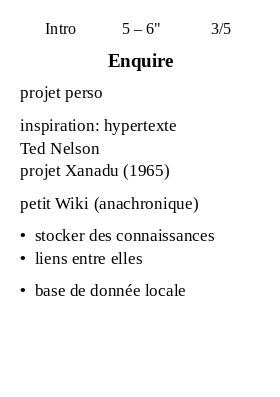 Intro 5 – 6" 3/5
Enquire
projet perso
inspiration: hypertexte
Ted Nelson
projet Xanadu (1965)
petit Wiki (anachronique)
• stocker des connaissances
• liens entre elles
• base de donnée locale